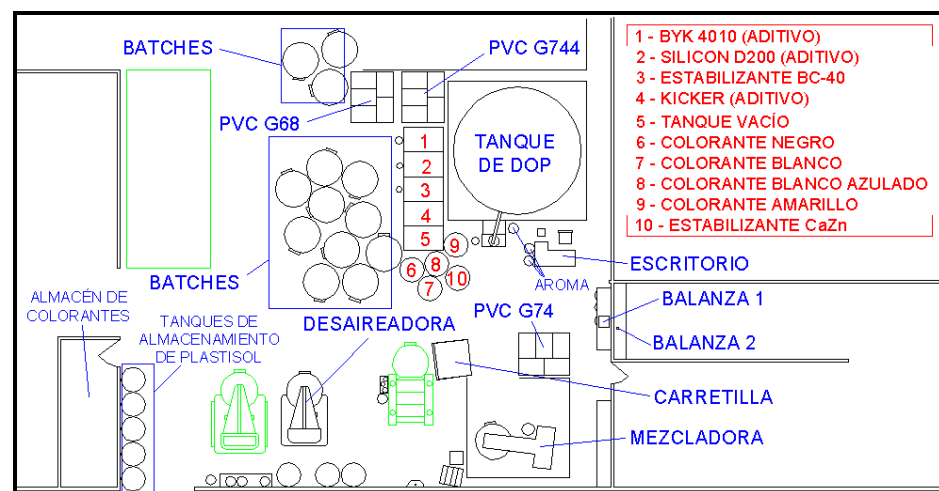 BATCHES
PVC G744
PVC G68
TANQUE
DE DOP
1 - BYK 4010 (ADITIVO)
2 - SILICON D200 (ADITIVO)
3 - ESTABILIZANTE BC-40
4 - KICKER (ADITIVO)
5 - TANQUE VACÍO
6 - COLORANTE NEGRO
7 - COLORANTE BLANCO
8 - COLORANTE BLANCO AZULADO
9 - COLORANTE AMARILLO
10 - ESTABILIZANTE CaZn
1
2
3
4
5
9
8
6
10
7
ESCRITORIO
AROMA
BATCHES
ALMACÉN DE
COLORANTES
TANQUES DE
ALMACENAMIENTO
DE PLASTISOL
DESAIREADORA
PVC G74
BALANZA 1
BALANZA 2
CARRETILLA
MEZCLADORA